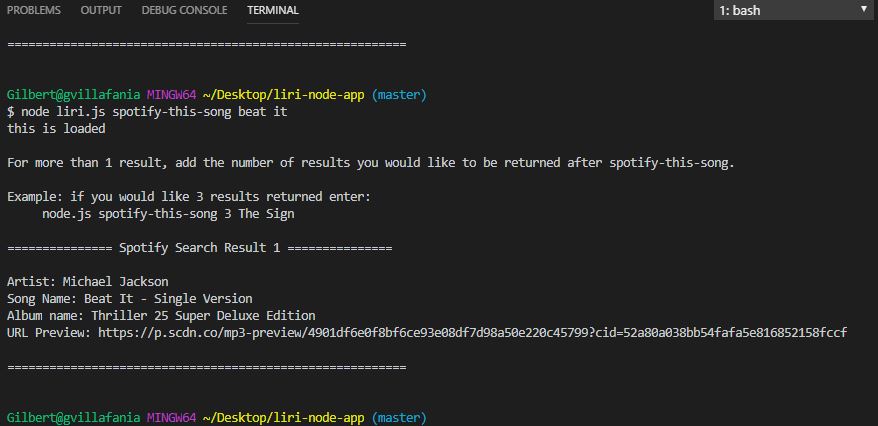 PROBLEMS OUTPUT DEBUG CONSOLE TERMINAL 1: bash
=========================================================
Gilbert@gvillafania MINGW64 ~/Desktop/liri-node-app (master)
$ node liri.js spotify-this-song beat it
this is loaded
For more than 1 result, add the number of results you would like to be returned after spotify-this-song.
Example: if you would like 3 results returned enter:
node.js spotify-this-song 3 The Sign
=============== Spotify Search Result 1 ===============
Artist: Michael Jackson
Song Name: Beat It - Single Version
Album name: Thriller 25 Super Deluxe Edition
URL Preview: https://p.scdn.co/mp3-preview/4901df6e0f8bf6ce93e08df7d98a50e220c45799?cid=52a80a038bb54fafa5e816852158fccf
=========================================================
Gilbert@gvillafania MINGW64 ~/Desktop/liri-node-app (master)